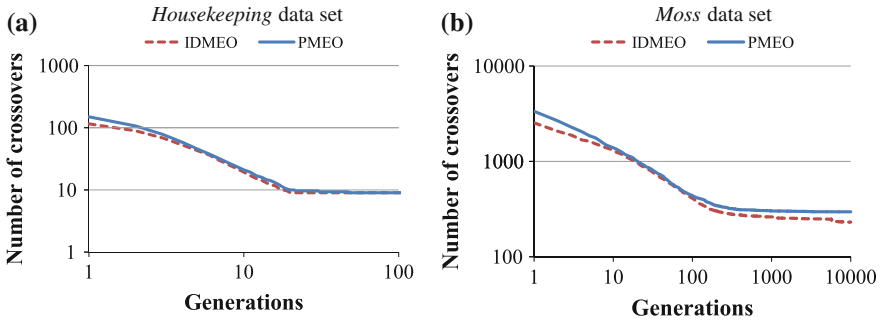 (a)
Housekeeping data set
IDMEO PMEO
Number of crossovers
1000
100
10
1
1 10 100
Generations
(b)
Moss data set
IDMEO PMEO
Number of crossovers
10000
1000
100
1 10 100 1000 10000
Generations